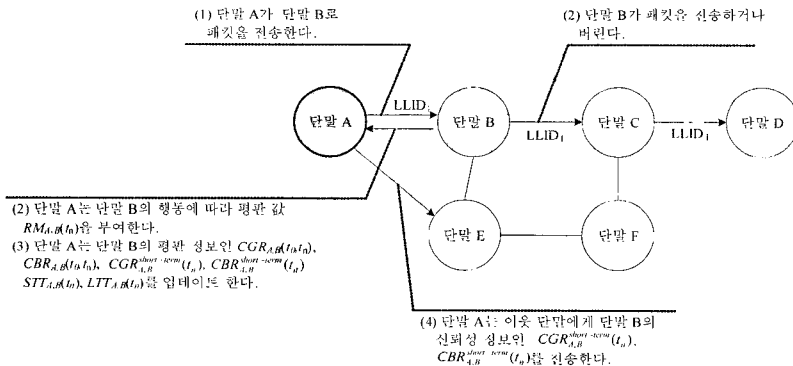 (1) 단말 A가 단말 B로
패킷을 전송한다.
(2) 단말 B가 패킷을 전송하거나
버린다.
단말 A
LLIDi
단말 B
LLIDi
단말 C
LLIDi
단말 D
단말 E
단말 F
(2) 단말 A는 단말 B의 행동에 따라 평판 값
RMA,B(tn)을 부여한다.
(3) 단말 A는 단말 B의 평판 정보인 CGRA,B(t0,tn),
CBRA,B(t0,tn), CGRA,B short-term(tn), CBRA,B short-term(tn)
STTA,B(tn), LTTA,B(tn)를 업데이트 한다.
(4) 단말 A는 이웃 단말에게 단말 B의
신뢰성 정보인 CGRA,B short-term(tn),
CBRA,B short-term(tn)를 전송한다.